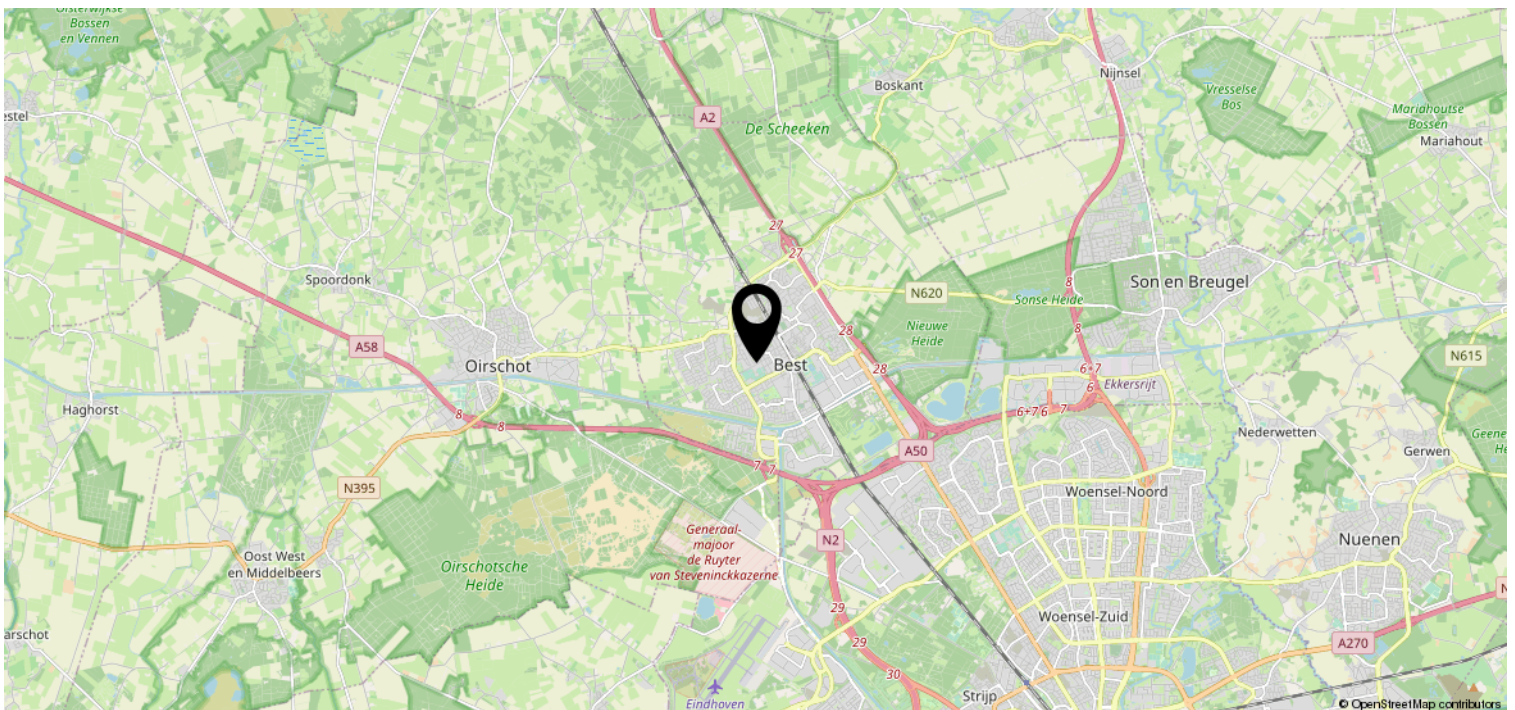 Oisterwijkse
Bossen
en Vennen
Nijnsel
Boskant
Vresselse
Bos
Mariahoutse
Bossen
Mariahout
estel
A2
De Scheeken
27
27
Spoordonk
Son en Breugel
8
N620
Sonse Heide
8
28
Nieuwe
Heide
A58
N615
Oirschot
Best
28
6+7
6
Ekkersrijt
Haghorst
8
8
6+7
6
7
Nederwetten
Geene
He
Gerwen
A50
7
7
N395
Woensel-Noord
Generaal-
majoor
de Ruyter
van Steveninckkazerne
N2
Nuenen
Oost West
en Middelbeers
Oirschotsche
Heide
N
29
Woensel-Zuid
arschot
29
A270
30
Strijp
Eindhoven
© OpenStreetMap contributors